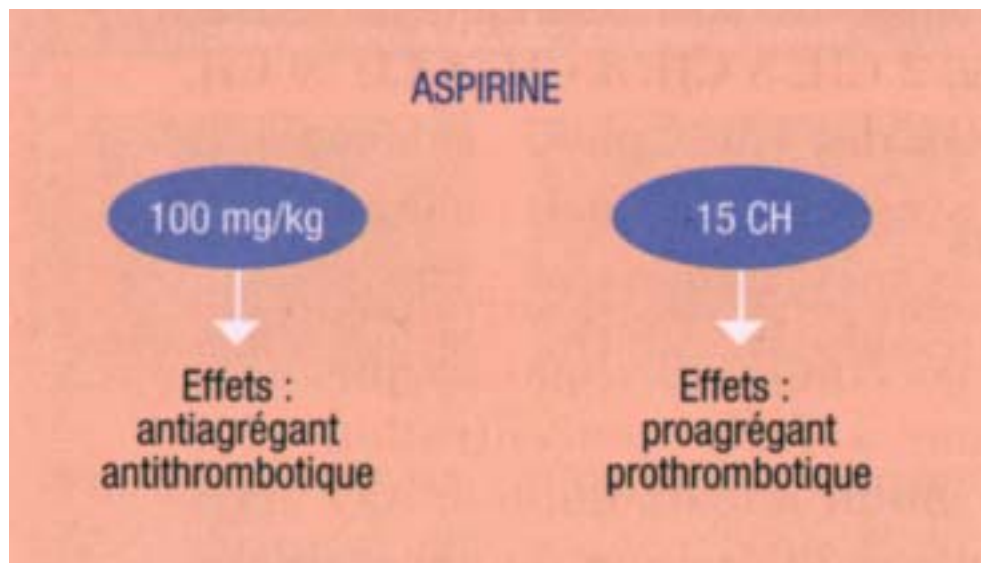 ASPIRINE
100 mg/kg
15 CH
Effets :
antiagrégant
antithrombotique
Effets :
proagrégant
prothrombotique